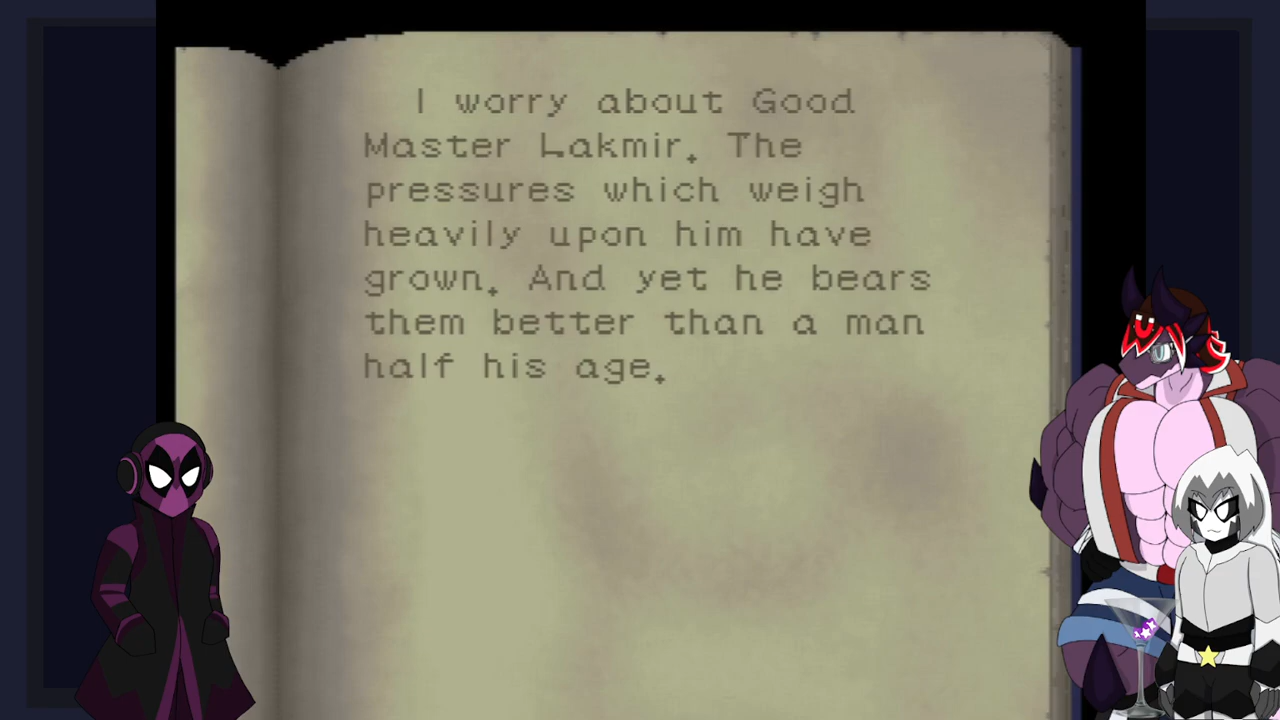 I worry about Good
Master Lakmir. The
pressures which weigh
heavily upon him have
grown. And yet he bears
them better than a man
half his age.